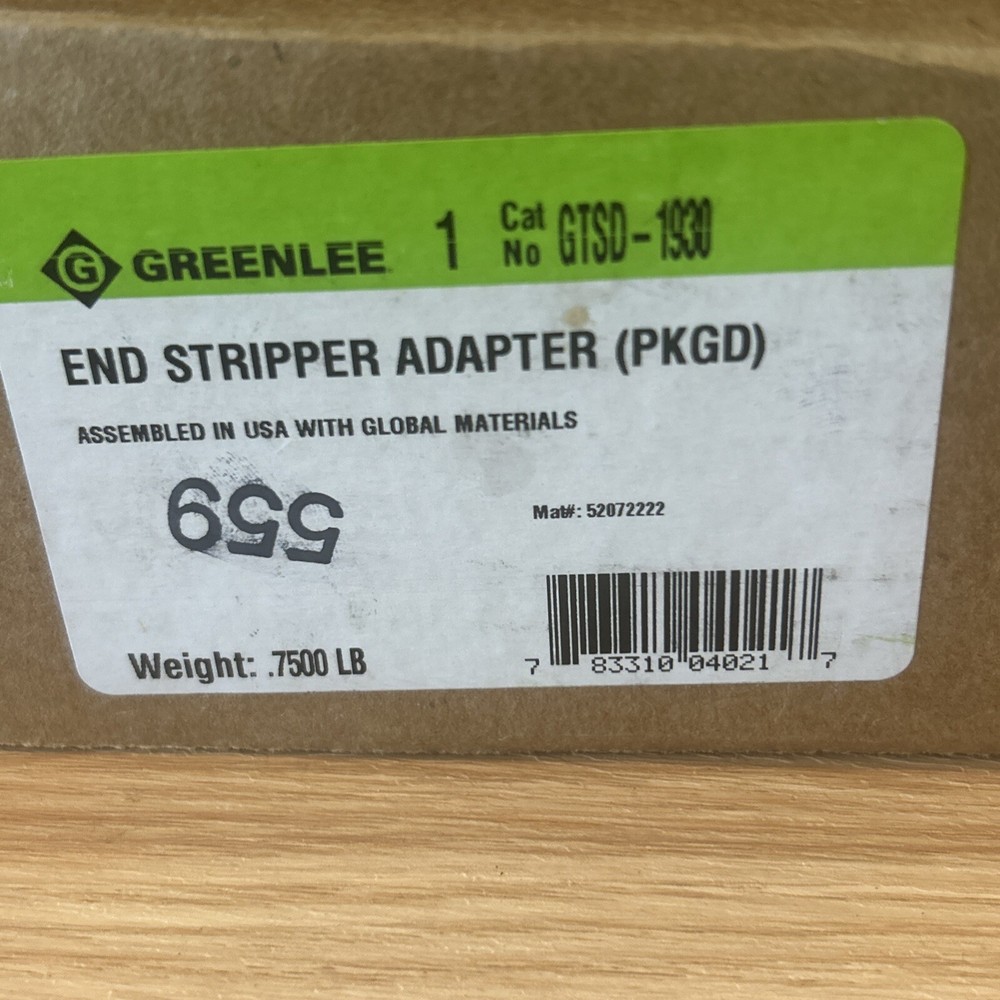 G GREENLEE 1 Cat No GTSD-1930
END STRIPPER ADAPTER (PKGD)
ASSEMBLED IN USA WITH GLOBAL MATERIALS
559
Mat#: 52072222
Weight: .7500 LB
7 83310 04021 7